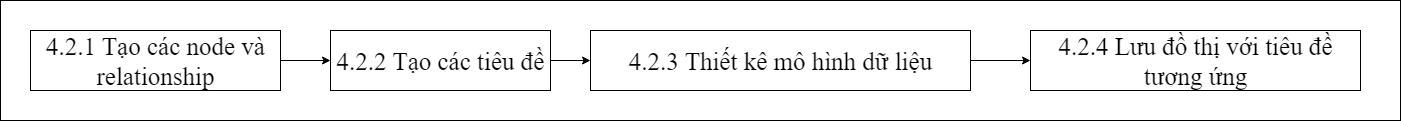 4.2.1 Tạo các node và
relationship
4.2.2 Tạo các tiêu đề
4.2.3 Thiết kê mô hình dữ liệu
4.2.4 Lưu đồ thị với tiêu đề
tương ứng